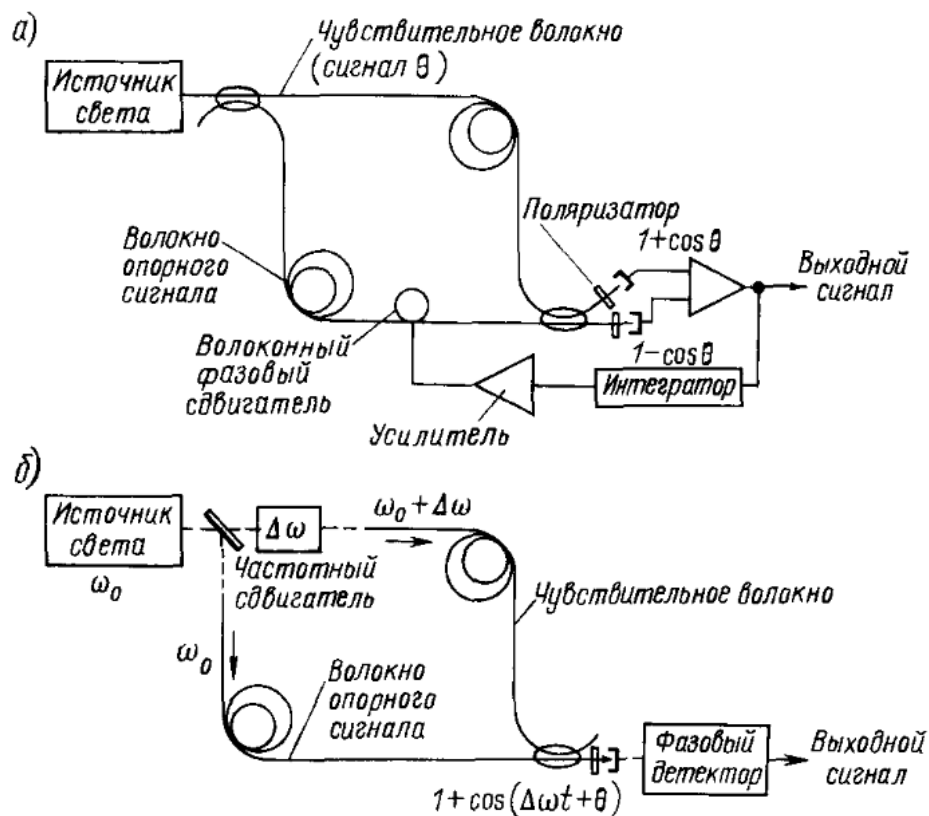 а)
Чувствительное волокно
(сигнал θ)
Источник
света
Поляризатор
1+cosθ
Волокно
опорного
сигнала
Выходной
сигнал
Волоконный
фазовый
сдвигатель
1-cosθ
Интегратор
Усилитель
б)
Источник
света
ω₀
Δω
ω₀+Δω
Частотный
сдвигатель
Чувствительное волокно
ω₀
Волокно
опорного
сигнала
Фазовый
детектор
Выходной
сигнал
1+cos(Δωt+θ)